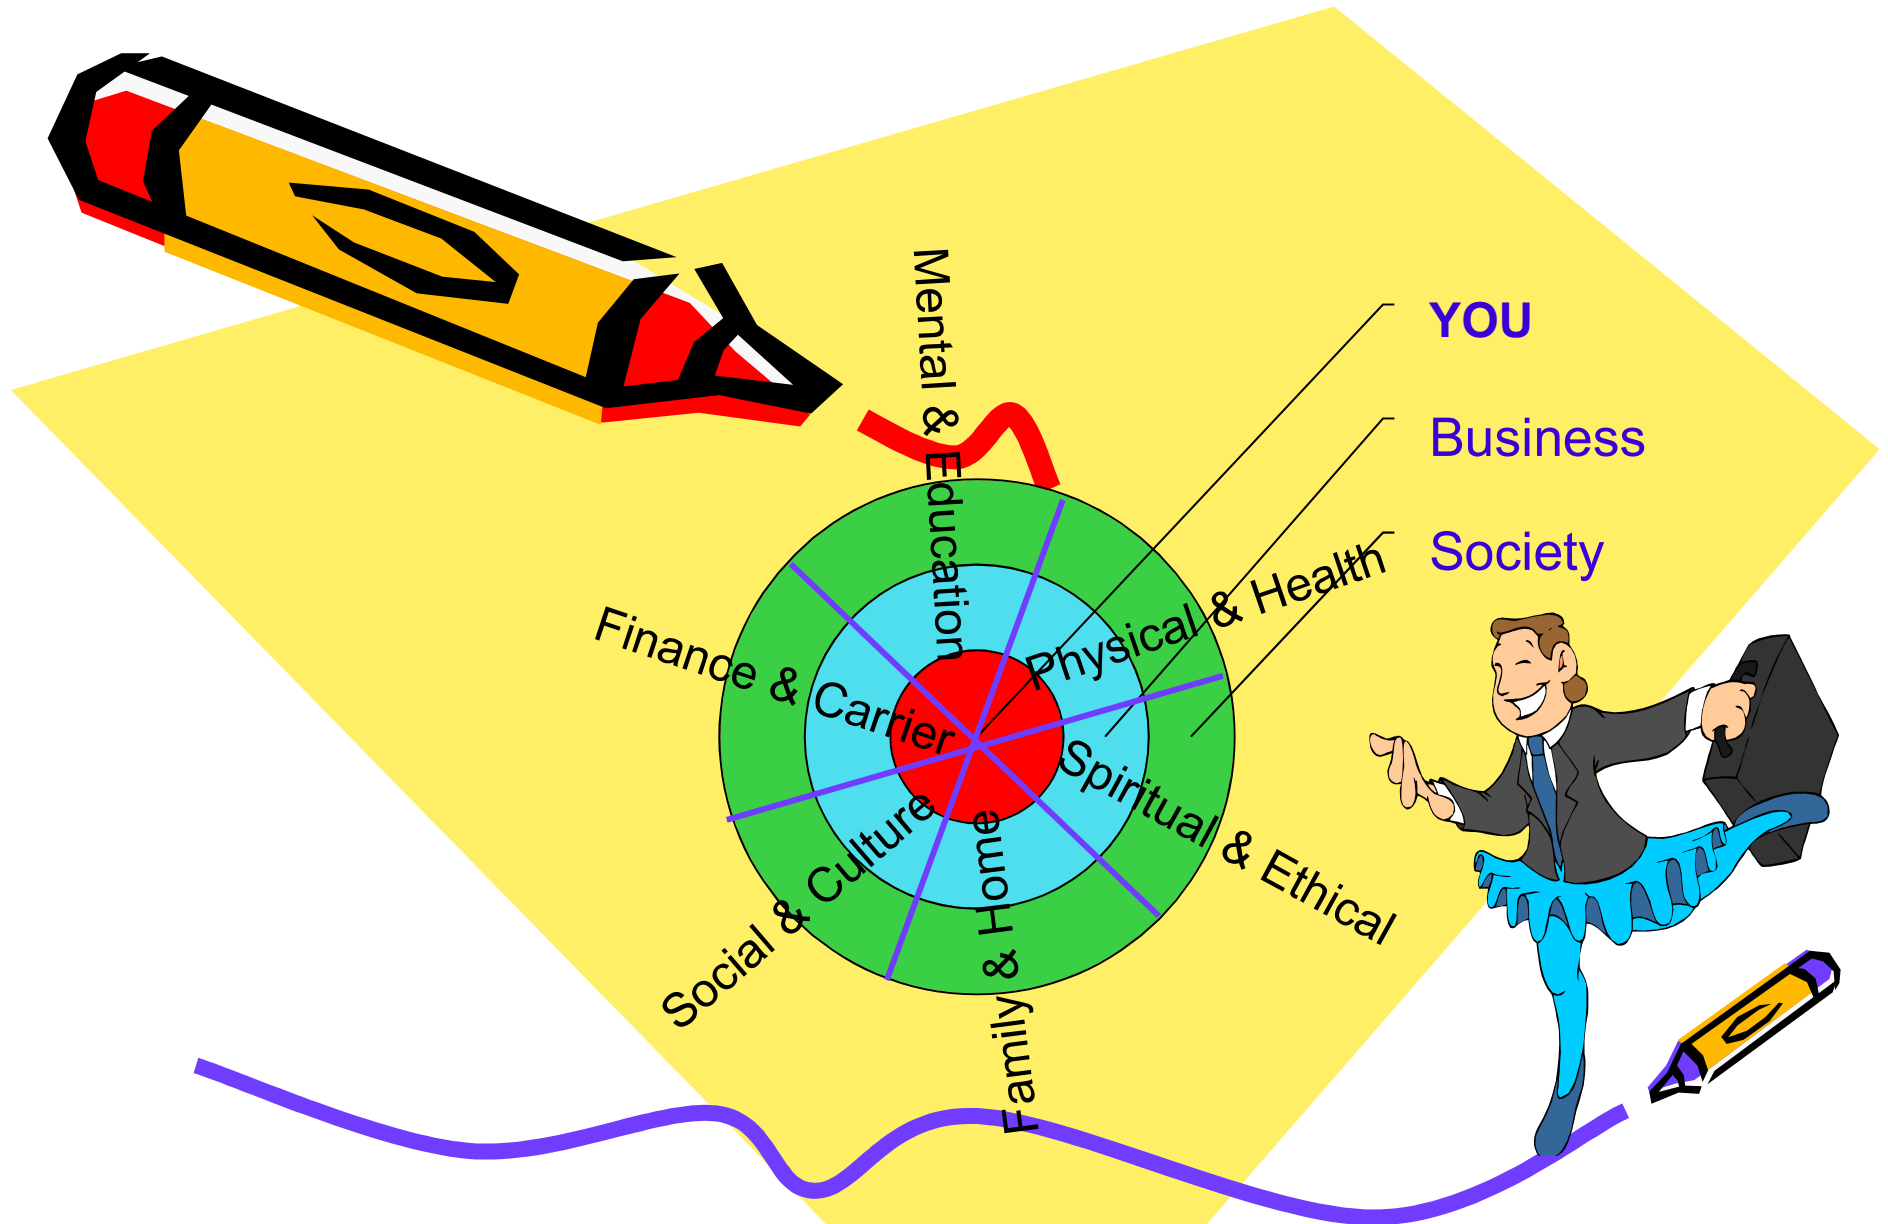 YOU
Business
Society
Mental & Education
Physical & Health
Finance & Carrier
Spiritual & Ethical
Social & Culture
Family & Home